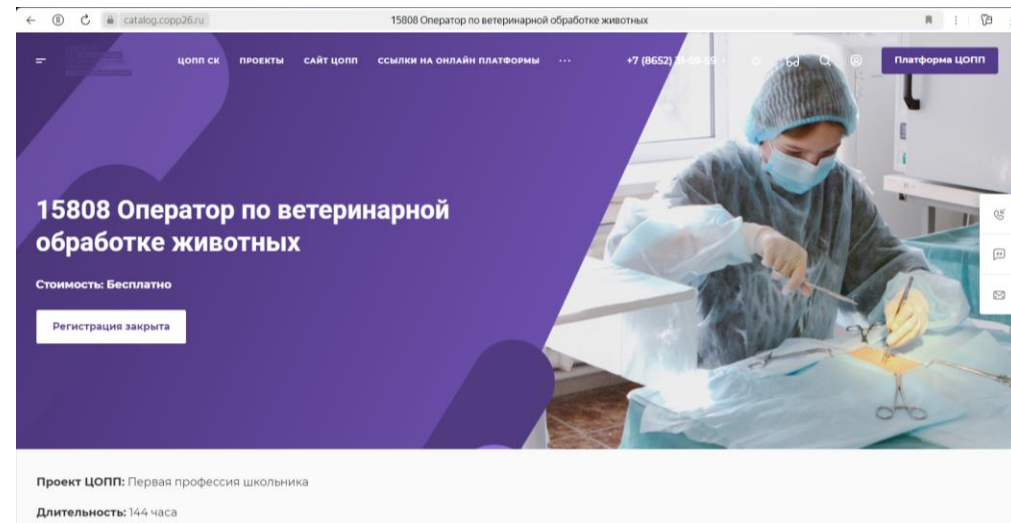 catalog.copp26.ru
15808 Оператор по ветеринарной обработке животных
ЦОПП СК ПРОЕКТЫ САЙТ ЦОПП ССЫЛКИ НА ОНЛАЙН ПЛАТФОРМЫ ... +7 (8652) Платформа ЦОПП
15808 Оператор по ветеринарной
обработке животных
Стоимость: Бесплатно
Регистрация закрыта
Проект ЦОПП: Первая профессия школьника
Длительность: 144 часа